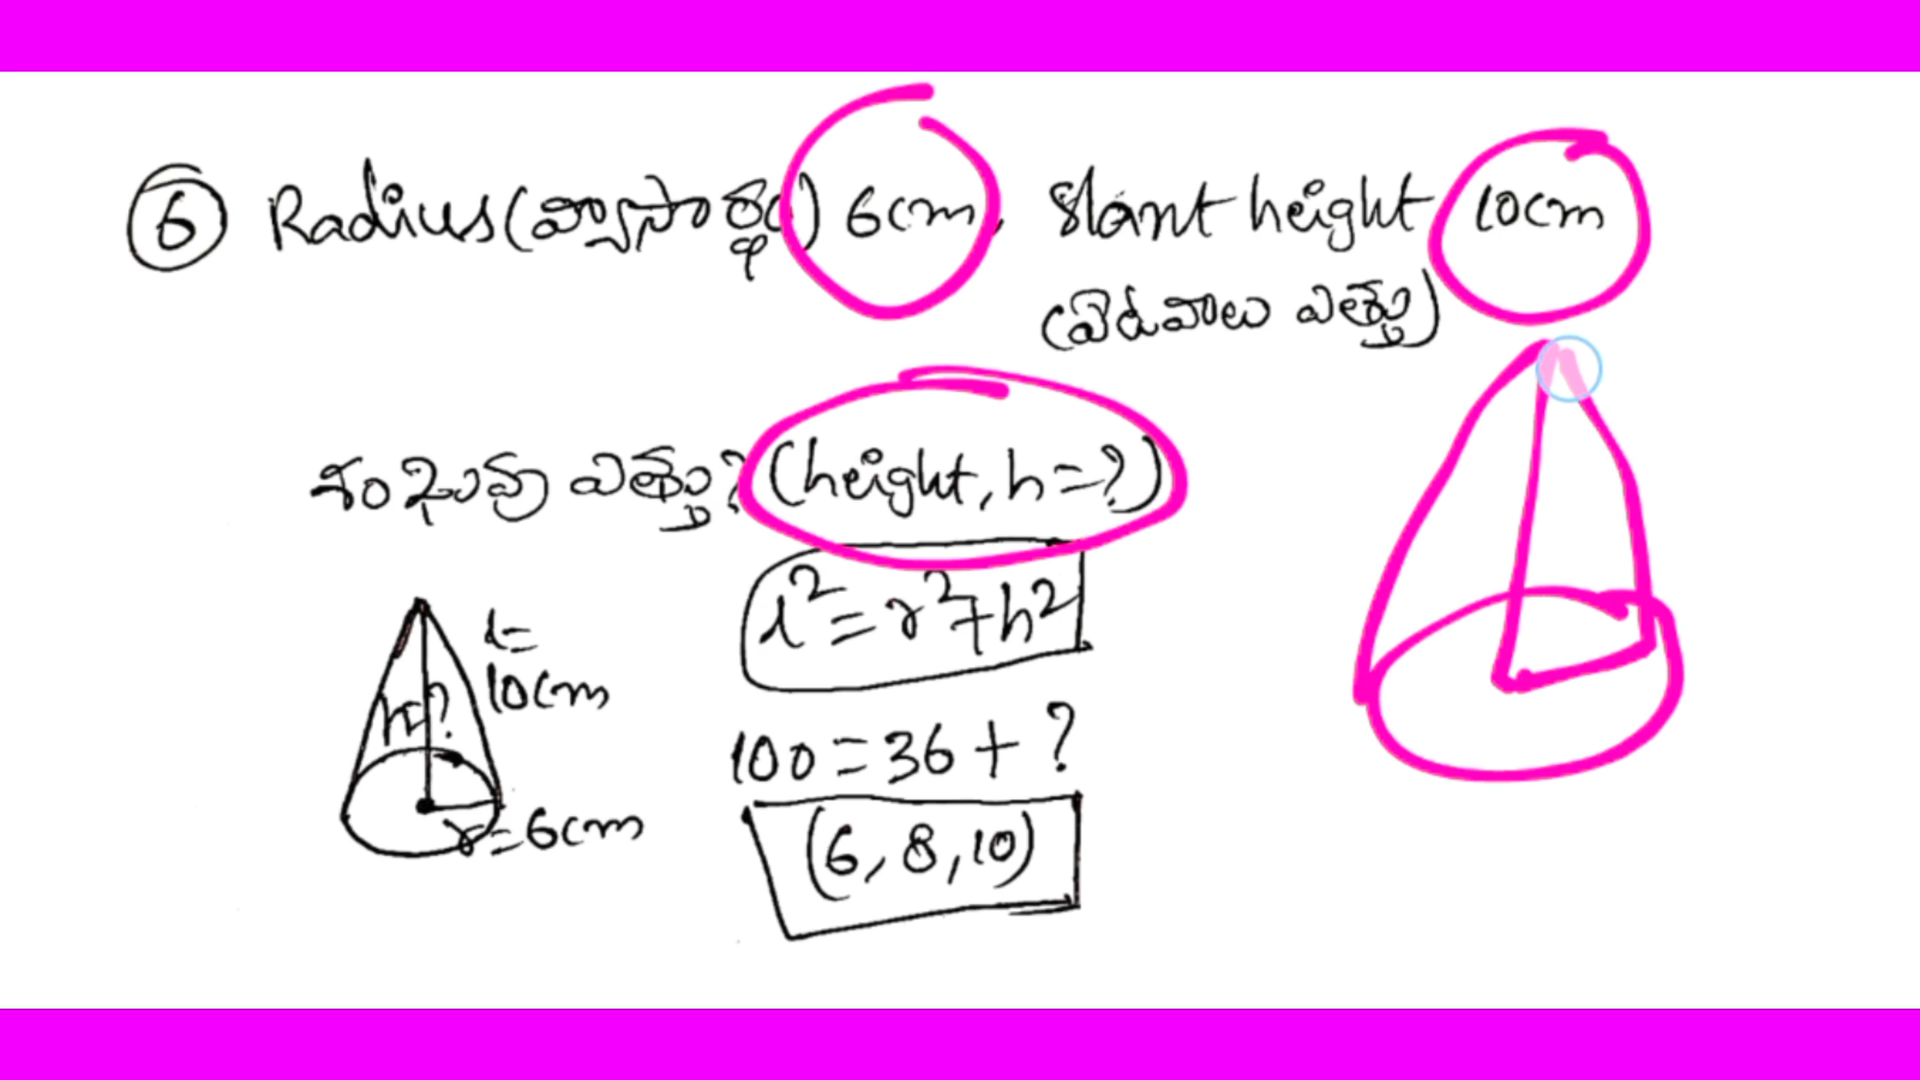 ⑥ Radius (వ్యాసార్థం) 6cm, Slant height 10cm
(ఏటవాలు ఎత్తు)
శంఖువు ఎత్తు? (height, h=?)
l²=r²+h²
l=
10cm
h=?
100=36+?
r=6cm
(6,8,10)